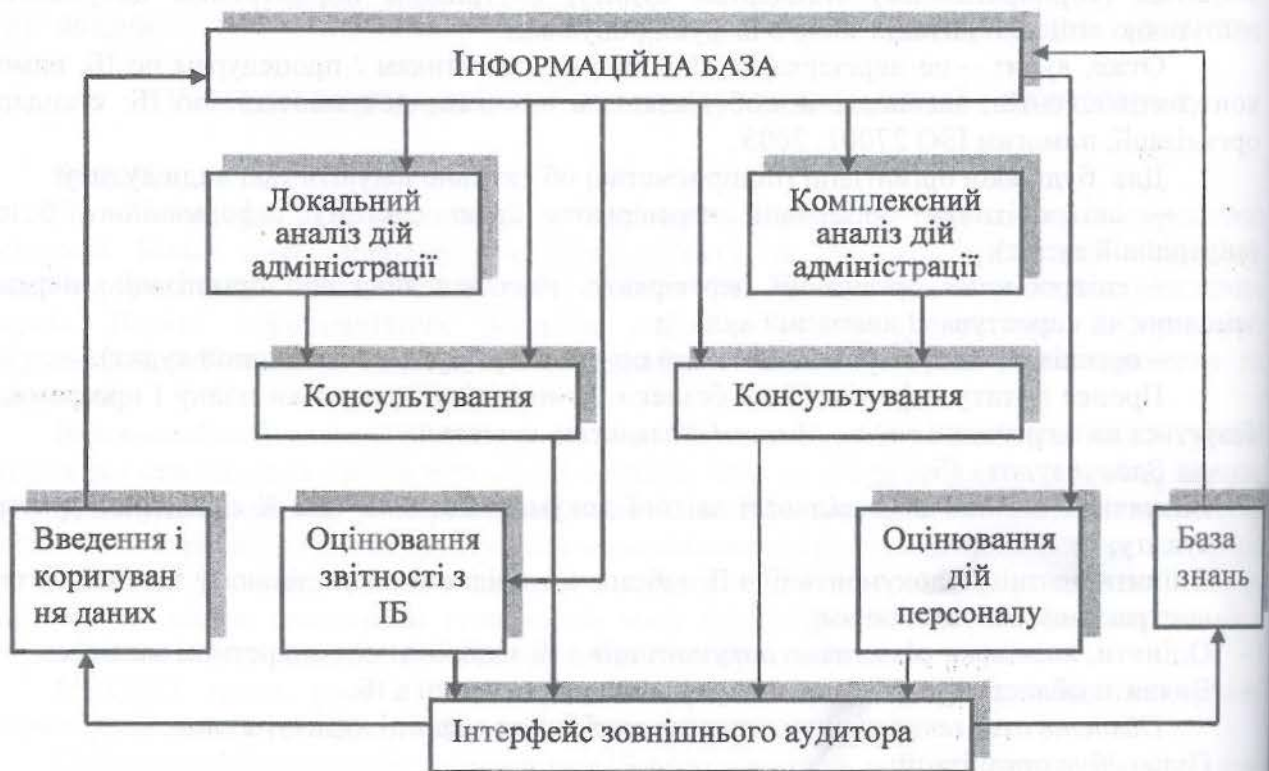 ІНФОРМАЦІЙНА БАЗА
Локальний
аналіз дій
адміністрації
Комплексний
аналіз дій
адміністрації
Консультування
Консультування
Введення і
коригуван
ня даних
Оцінювання
звітності з
ІБ
Оцінювання
дій
персоналу
База
знань
Інтерфейс зовнішнього аудитора